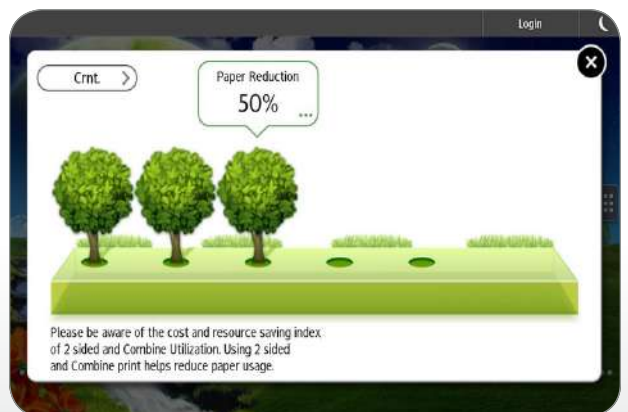 Login
Crnt.
Paper Reduction
50%
...
Please be aware of the cost and resource saving index
of 2 sided and Combine Utilization. Using 2 sided
and Combine print helps reduce paper usage.